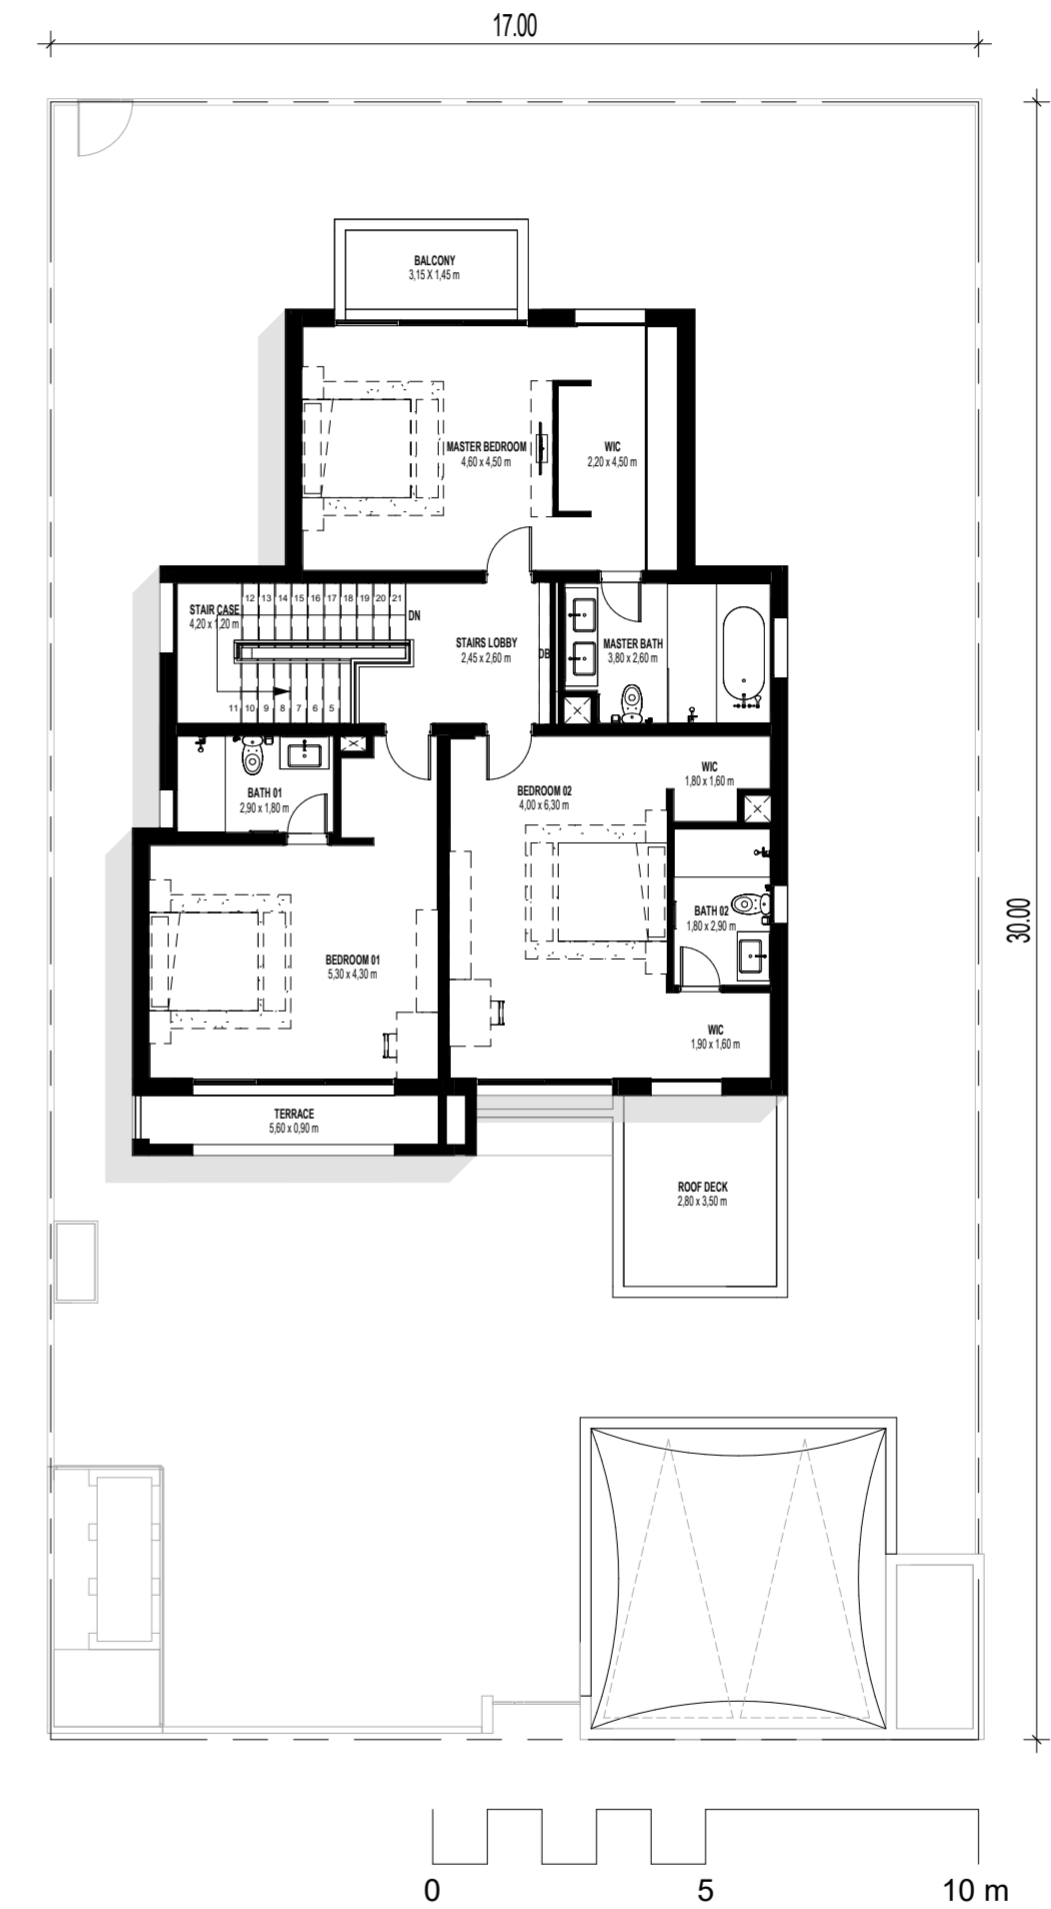 17.00
BALCONY
3,15 X 1,45 m
MASTER BEDROOM
4,60 x 4,50 m
WIC
2,20 x 4,50 m
12 13 14 15 16 17 18 19 20 21
STAIR CASE
4,20 x 1,20 m
DN
STAIRS LOBBY
2,45 x 2,60 m
DB
MASTER BATH
3,80 x 2,60 m
11 10 9 8 7 6 5
WIC
1,80 x 1,60 m
BATH 01
2,90 x 1,80 m
BEDROOM 02
4,00 x 6,30 m
30.00
BATH 02
1,80 x 2,90 m
BEDROOM 01
5,30 x 4,30 m
WIC
1,90 x 1,60 m
TERRACE
5,60 x 0,90 m
ROOF DECK
2,80 x 3,50 m
0 5 10 m